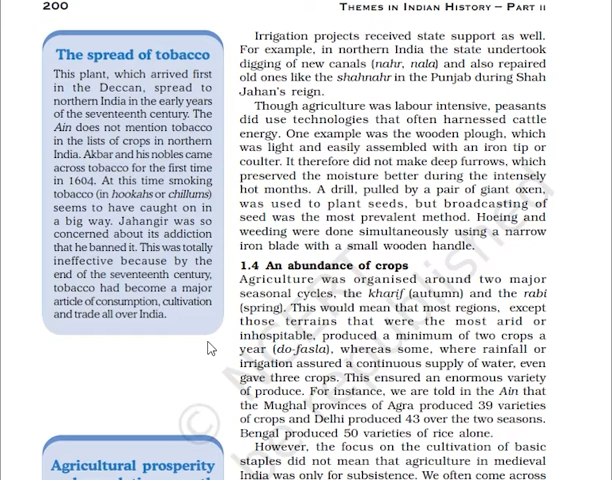 200
THEMES IN INDIAN HISTORY – PART II
The spread of tobacco
This plant, which arrived first
in the Deccan, spread to
northern India in the early years
of the seventeenth century. The
Ain does not mention tobacco
in the lists of crops in northern
India. Akbar and his nobles came
across tobacco for the first time
in 1604. At this time smoking
tobacco (in hookahs or chillums)
seems to have caught on in
a big way. Jahangir was so
concerned about its addiction
that he banned it. This was totally
ineffective because by the
end of the seventeenth century,
tobacco had become a major
article of consumption, cultivation
and trade all over India.
Agricultural prosperity
Irrigation projects received state support as well.
For example, in northern India the state undertook
digging of new canals (nahr, nala) and also repaired
old ones like the shahnahr in the Punjab during Shah
Jahan's reign.
Though agriculture was labour intensive, peasants
did use technologies that often harnessed cattle
energy. One example was the wooden plough, which
was light and easily assembled with an iron tip or
coulter. It therefore did not make deep furrows, which
preserved the moisture better during the intensely
hot months. A drill, pulled by a pair of giant oxen,
was used to plant seeds, but broadcasting of
seed was the most prevalent method. Hoeing and
weeding were done simultaneously using a narrow
iron blade with a small wooden handle.
1.4 An abundance of crops
Agriculture was organised around two major
seasonal cycles, the kharif (autumn) and the rabi
(spring). This would mean that most regions, except
those terrains that were the most arid or
inhospitable, produced a minimum of two crops a
year (do-fasla), whereas some, where rainfall or
irrigation assured a continuous supply of water, even
gave three crops. This ensured an enormous variety
of produce. For instance, we are told in the Ain that
the Mughal provinces of Agra produced 39 varieties
of crops and Delhi produced 43 over the two seasons.
Bengal produced 50 varieties of rice alone.
However, the focus on the cultivation of basic
staples did not mean that agriculture in medieval
India was only for subsistence. We often come across
© NCERT
be republished